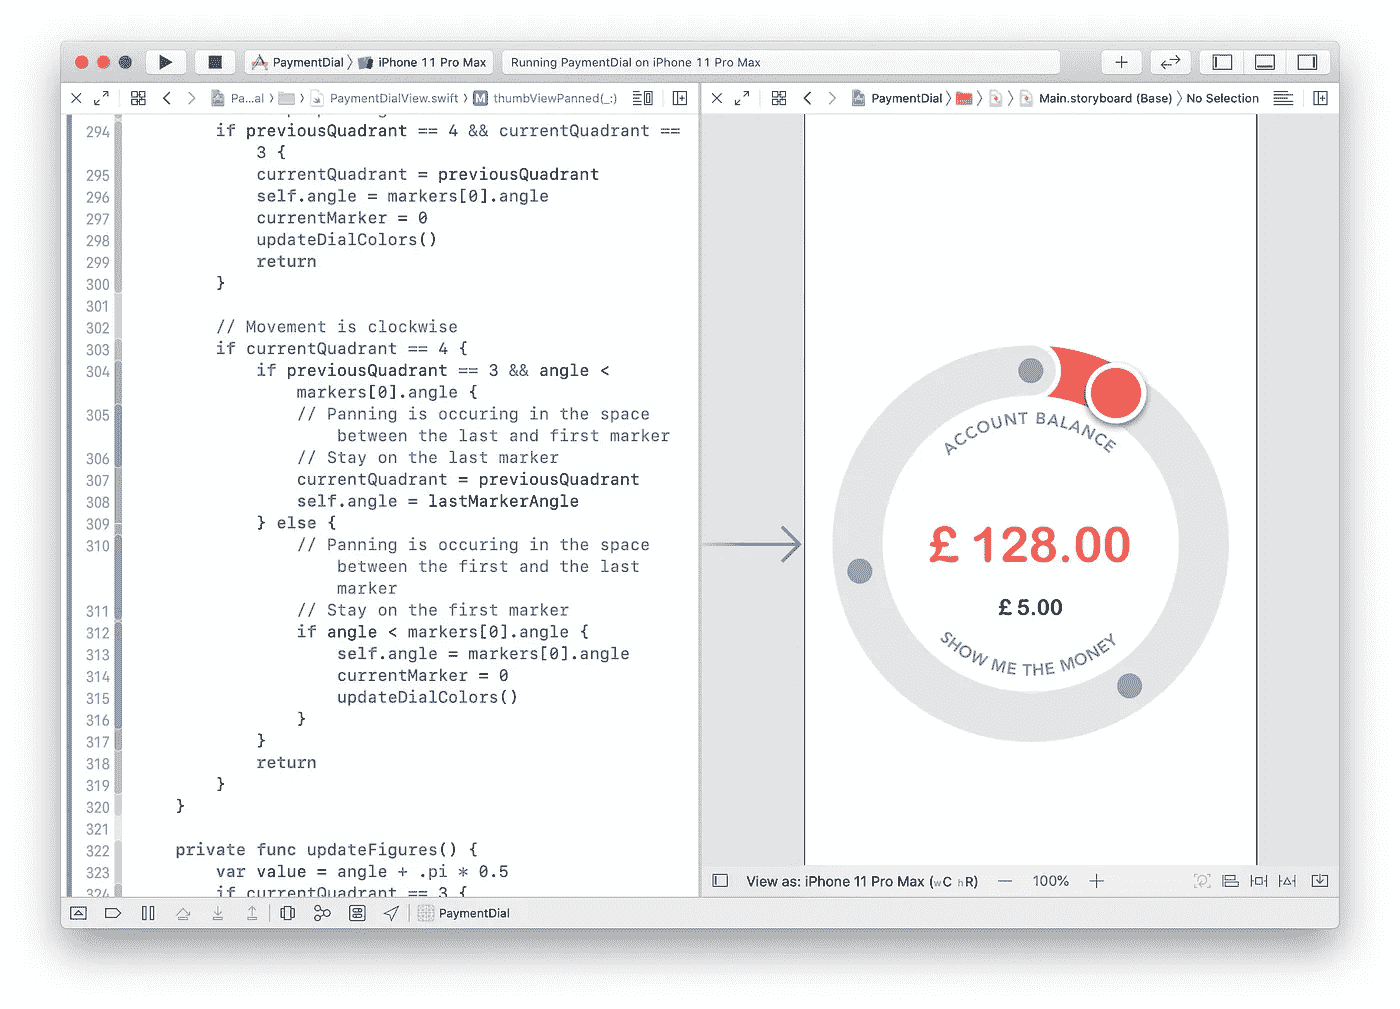 PaymentDial iPhone 11 Pro Max
Running PaymentDial on iPhone 11 Pro Max
Pa...al PaymentDialView.swift M thumbViewPanned(_:)
294 if previousQuadrant == 4 && currentQuadrant ==
3 {
295 currentQuadrant = previousQuadrant
296 self.angle = markers[0].angle
297 currentMarker = 0
298 updateDialColors()
299 return
300 }
301
302 // Movement is clockwise
303 if currentQuadrant == 4 {
304 if previousQuadrant == 3 && angle <
markers[0].angle {
305 // Panning is occuring in the space
between the last and first marker
306 // Stay on the last marker
307 currentQuadrant = previousQuadrant
308 self.angle = lastMarkerAngle
309 } else {
310 // Panning is occuring in the space
between the first and the last
marker
311 // Stay on the first marker
312 if angle < markers[0].angle {
313 self.angle = markers[0].angle
314 currentMarker = 0
315 updateDialColors()
316 }
317 }
318 return
319 }
320 }
321
322 private func updateFigures() {
323 var value = angle + .pi * 0.5
324 if currentQuadrant == 3 {
PaymentDial
PaymentDial Main.storyboard (Base) No Selection
ACCOUNT BALANCE
£ 128.00
£ 5.00
SHOW ME THE MONEY
View as: iPhone 11 Pro Max (wC hR) — 100% +